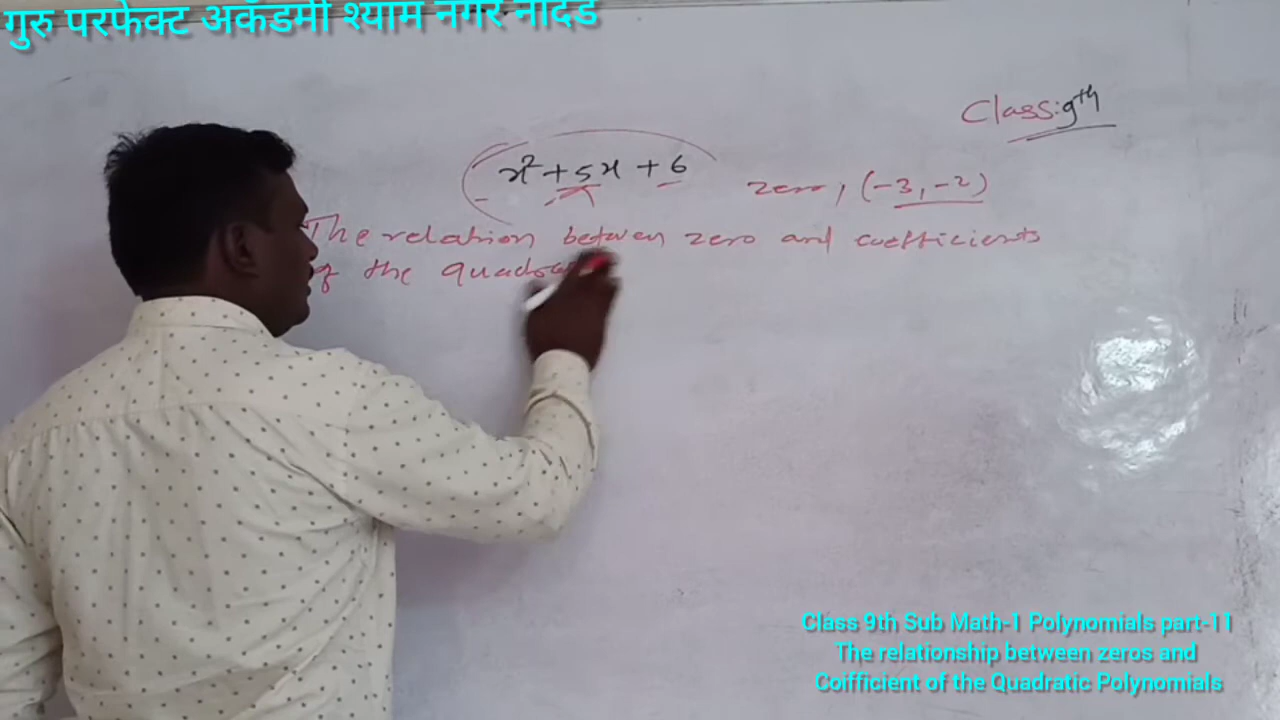 गुरु परफेक्ट अकॅडमी श्याम नगर नांदेड
Class: 9th
x² + 5x + 6
zero, (-3, -2)
The relation between zero and coefficients
of the
Class 9th Sub Math-1 Polynomials part-11
The relationship between zeros and
Coifficient of the Quadratic Polynomials